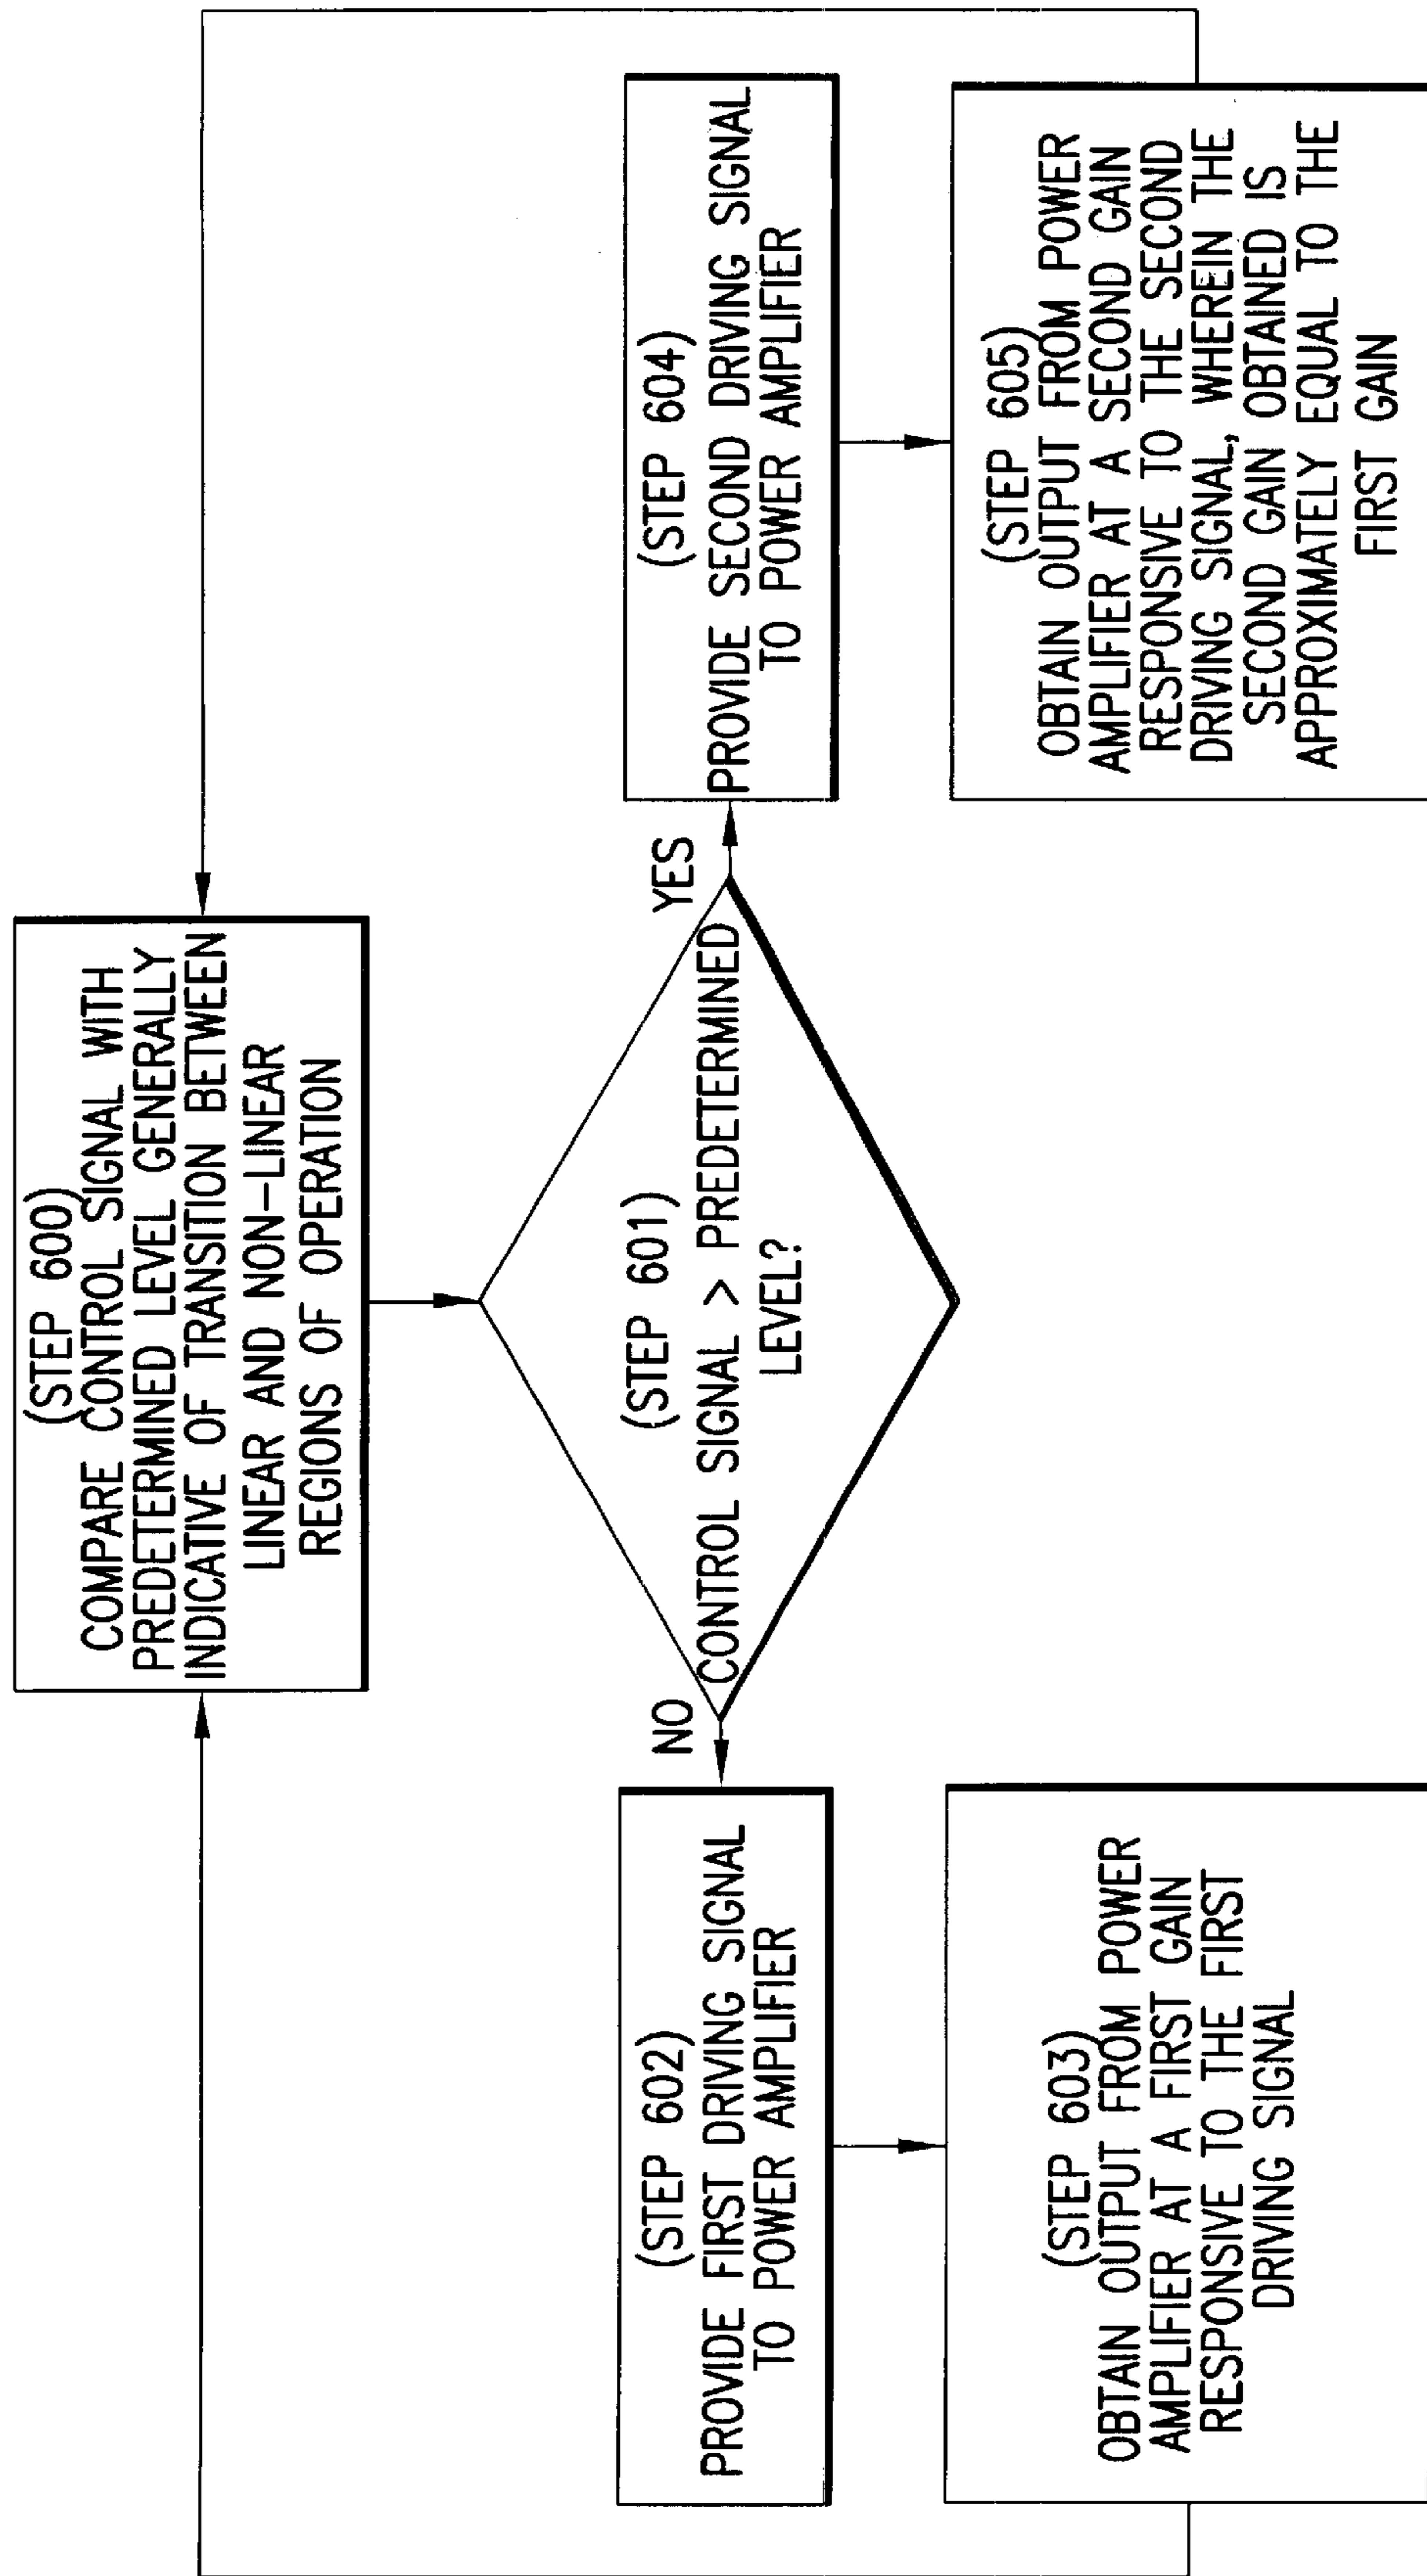 (STEP 600)
COMPARE CONTROL SIGNAL WITH
PREDETERMINED LEVEL GENERALLY
INDICATIVE OF TRANSITION BETWEEN
LINEAR AND NON-LINEAR
REGIONS OF OPERATION
(STEP 601)
CONTROL SIGNAL > PREDETERMINED
LEVEL?
NO
YES
(STEP 602)
PROVIDE FIRST DRIVING SIGNAL
TO POWER AMPLIFIER
(STEP 603)
OBTAIN OUTPUT FROM POWER
AMPLIFIER AT A FIRST GAIN
RESPONSIVE TO THE FIRST
DRIVING SIGNAL
(STEP 604)
PROVIDE SECOND DRIVING SIGNAL
TO POWER AMPLIFIER
(STEP 605)
OBTAIN OUTPUT FROM POWER
AMPLIFIER AT A SECOND GAIN
RESPONSIVE TO THE SECOND
DRIVING SIGNAL, WHEREIN THE
SECOND GAIN OBTAINED IS
APPROXIMATELY EQUAL TO THE
FIRST GAIN